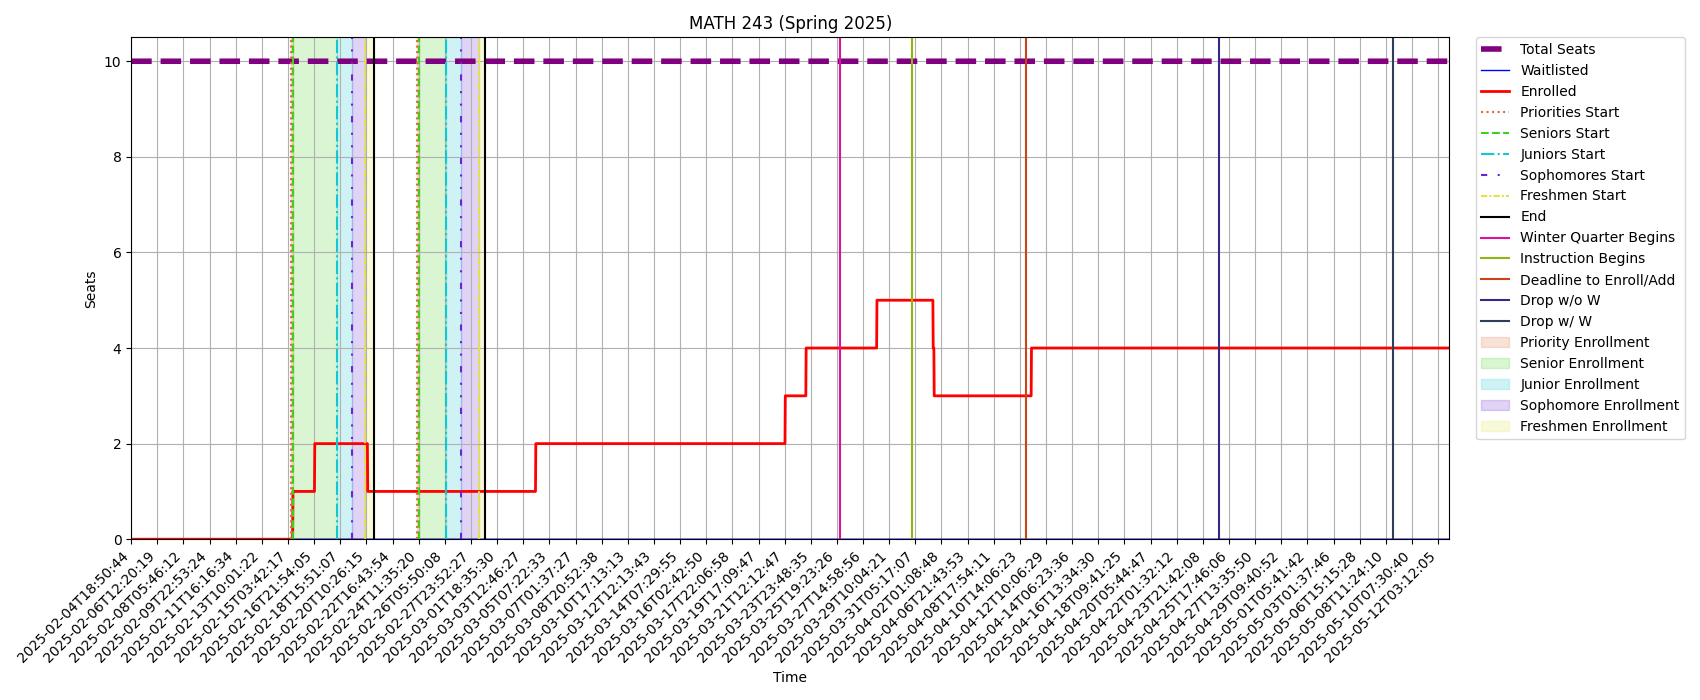 MATH 243 (Spring 2025)
10
8
6
4
2
0
Seats
2025-02-04T18:50:44
2025-02-06T12:20:19
2025-02-08T05:46:12
2025-02-09T22:53:24
2025-02-11T16:16:34
2025-02-13T10:01:22
2025-02-15T03:42:17
2025-02-16T21:54:05
2025-02-18T15:51:07
2025-02-20T10:26:15
2025-02-22T16:43:54
2025-02-24T11:35:20
2025-02-26T05:50:08
2025-02-27T23:52:27
2025-03-01T18:35:30
2025-03-03T12:46:27
2025-03-05T07:22:33
2025-03-07T01:37:27
2025-03-08T20:52:38
2025-03-10T17:13:13
2025-03-12T12:13:43
2025-03-14T07:29:55
2025-03-16T02:42:50
2025-03-17T22:06:58
2025-03-19T17:09:47
2025-03-21T12:12:47
2025-03-23T23:48:35
2025-03-25T19:23:26
2025-03-27T14:58:56
2025-03-29T10:04:21
2025-03-31T05:17:07
2025-04-02T01:08:48
2025-04-06T21:43:53
2025-04-08T17:54:11
2025-04-10T14:06:23
2025-04-12T10:06:29
2025-04-14T06:23:36
2025-04-16T13:34:30
2025-04-18T09:41:25
2025-04-20T05:44:47
2025-04-22T01:32:12
2025-04-23T21:42:08
2025-04-25T17:46:06
2025-04-27T13:35:50
2025-04-29T09:40:52
2025-05-01T05:41:42
2025-05-03T01:37:46
2025-05-06T15:15:28
2025-05-08T11:24:10
2025-05-10T07:30:40
2025-05-12T03:12:05
Time
Total Seats
Waitlisted
Enrolled
Priorities Start
Seniors Start
Juniors Start
Sophomores Start
Freshmen Start
End
Winter Quarter Begins
Instruction Begins
Deadline to Enroll/Add
Drop w/o W
Drop w/ W
Priority Enrollment
Senior Enrollment
Junior Enrollment
Sophomore Enrollment
Freshmen Enrollment